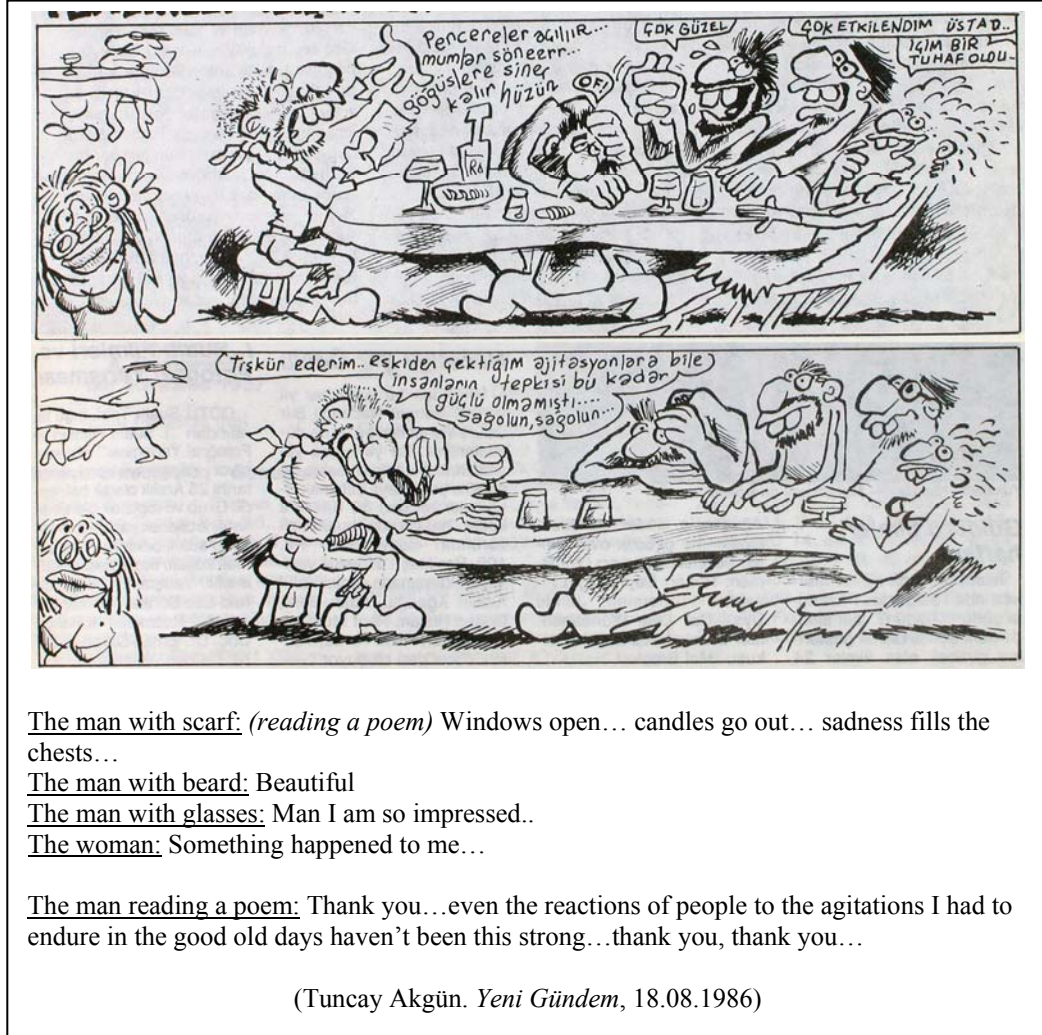 Pencereler açılıır...
mumlar söneerr...
göğüslere siner
kalır hüzün
OF!
ÇOK GÜZEL
ÇOK ETKİLENDİM ÜSTAD..
İÇİM BİR
TUHAF OLDU-
Tişkür ederim.. eskiden çektiğim ajitasyonlara bile
insanların tepkisi bu kadar
güçlü olmamıştı....
Sağolun, sağolun...
The man with scarf: (reading a poem) Windows open… candles go out… sadness fills the
chests…
The man with beard: Beautiful
The man with glasses: Man I am so impressed..
The woman: Something happened to me…
The man reading a poem: Thank you…even the reactions of people to the agitations I had to
endure in the good old days haven’t been this strong…thank you, thank you…
(Tuncay Akgün. Yeni Gündem, 18.08.1986)